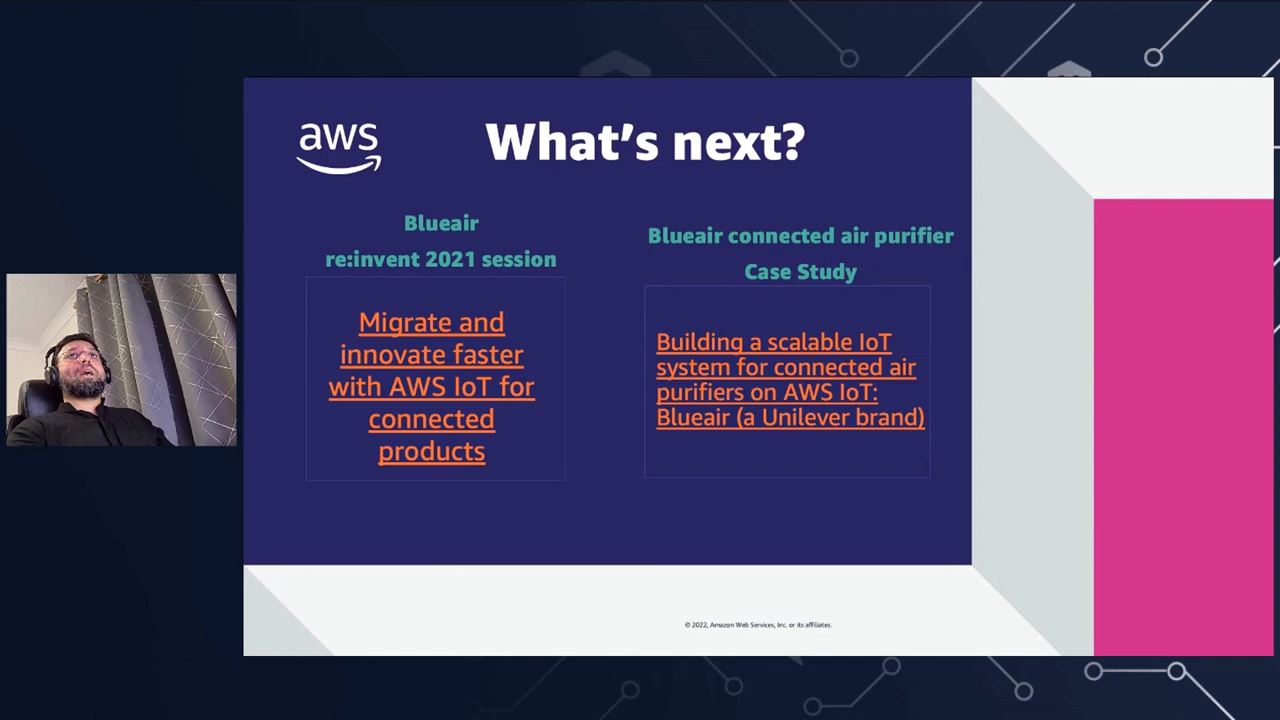 aws
What's next?
Blueair
re:invent 2021 session
Migrate and
innovate faster
with AWS IoT for
connected
products
Blueair connected air purifier
Case Study
Building a scalable IoT
system for connected air
purifiers on AWS IoT:
Blueair (a Unilever brand)
© 2022, Amazon Web Services, Inc. or its affiliates.